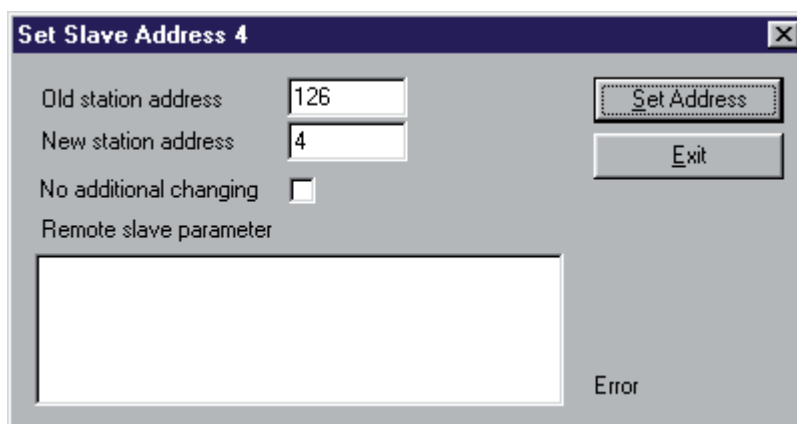 Set Slave Address 4
Old station address 126
Set Address
New station address 4
Exit
No additional changing
Remote slave parameter
Error